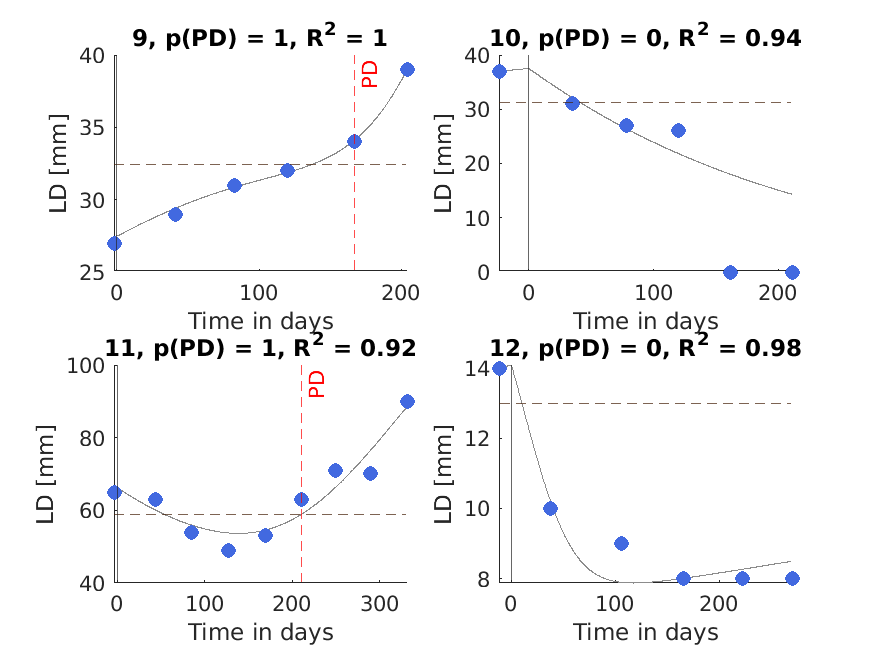 9, p(PD) = 1, R² = 1
40
35
30
25
LD [mm]
PD
0
100
200
Time in days
10, p(PD) = 0, R² = 0.94
40
30
20
10
0
LD [mm]
0
100
200
Time in days
11, p(PD) = 1, R² = 0.92
100
80
60
40
LD [mm]
PD
0
100
200
300
Time in days
12, p(PD) = 0, R² = 0.98
14
12
10
8
LD [mm]
0
100
200
Time in days